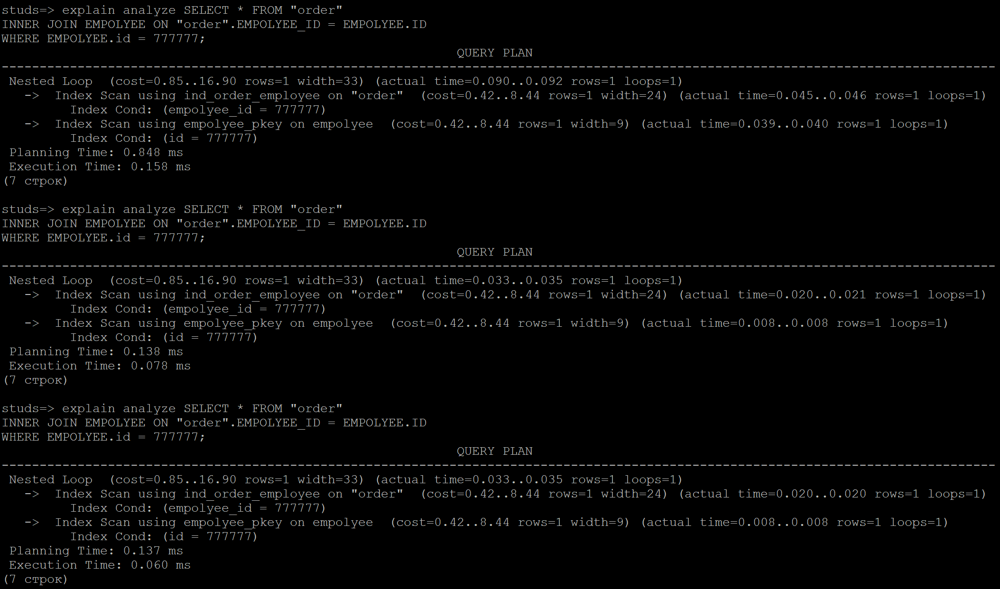 studs=> explain analyze SELECT * FROM "order"
INNER JOIN EMPOLYEE ON "order".EMPOLYEE_ID = EMPOLYEE.ID
WHERE EMPOLYEE.id = 777777;
QUERY PLAN
-----------------------------------------------------------------------------------------------------------------------------------
Nested Loop  (cost=0.85..16.90 rows=1 width=33) (actual time=0.090..0.092 rows=1 loops=1)
  ->  Index Scan using ind_order_employee on "order"  (cost=0.42..8.44 rows=1 width=24) (actual time=0.045..0.046 rows=1 loops=1)
        Index Cond: (empolyee_id = 777777)
  ->  Index Scan using empolyee_pkey on empolyee  (cost=0.42..8.44 rows=1 width=9) (actual time=0.039..0.040 rows=1 loops=1)
        Index Cond: (id = 777777)
Planning Time: 0.848 ms
Execution Time: 0.158 ms
(7 строк)
studs=> explain analyze SELECT * FROM "order"
INNER JOIN EMPOLYEE ON "order".EMPOLYEE_ID = EMPOLYEE.ID
WHERE EMPOLYEE.id = 777777;
QUERY PLAN
-----------------------------------------------------------------------------------------------------------------------------------
Nested Loop  (cost=0.85..16.90 rows=1 width=33) (actual time=0.033..0.035 rows=1 loops=1)
  ->  Index Scan using ind_order_employee on "order"  (cost=0.42..8.44 rows=1 width=24) (actual time=0.020..0.021 rows=1 loops=1)
        Index Cond: (empolyee_id = 777777)
  ->  Index Scan using empolyee_pkey on empolyee  (cost=0.42..8.44 rows=1 width=9) (actual time=0.008..0.008 rows=1 loops=1)
        Index Cond: (id = 777777)
Planning Time: 0.138 ms
Execution Time: 0.078 ms
(7 строк)
studs=> explain analyze SELECT * FROM "order"
INNER JOIN EMPOLYEE ON "order".EMPOLYEE_ID = EMPOLYEE.ID
WHERE EMPOLYEE.id = 777777;
QUERY PLAN
-----------------------------------------------------------------------------------------------------------------------------------
Nested Loop  (cost=0.85..16.90 rows=1 width=33) (actual time=0.033..0.035 rows=1 loops=1)
  ->  Index Scan using ind_order_employee on "order"  (cost=0.42..8.44 rows=1 width=24) (actual time=0.020..0.020 rows=1 loops=1)
        Index Cond: (empolyee_id = 777777)
  ->  Index Scan using empolyee_pkey on empolyee  (cost=0.42..8.44 rows=1 width=9) (actual time=0.008..0.008 rows=1 loops=1)
        Index Cond: (id = 777777)
Planning Time: 0.137 ms
Execution Time: 0.060 ms
(7 строк)